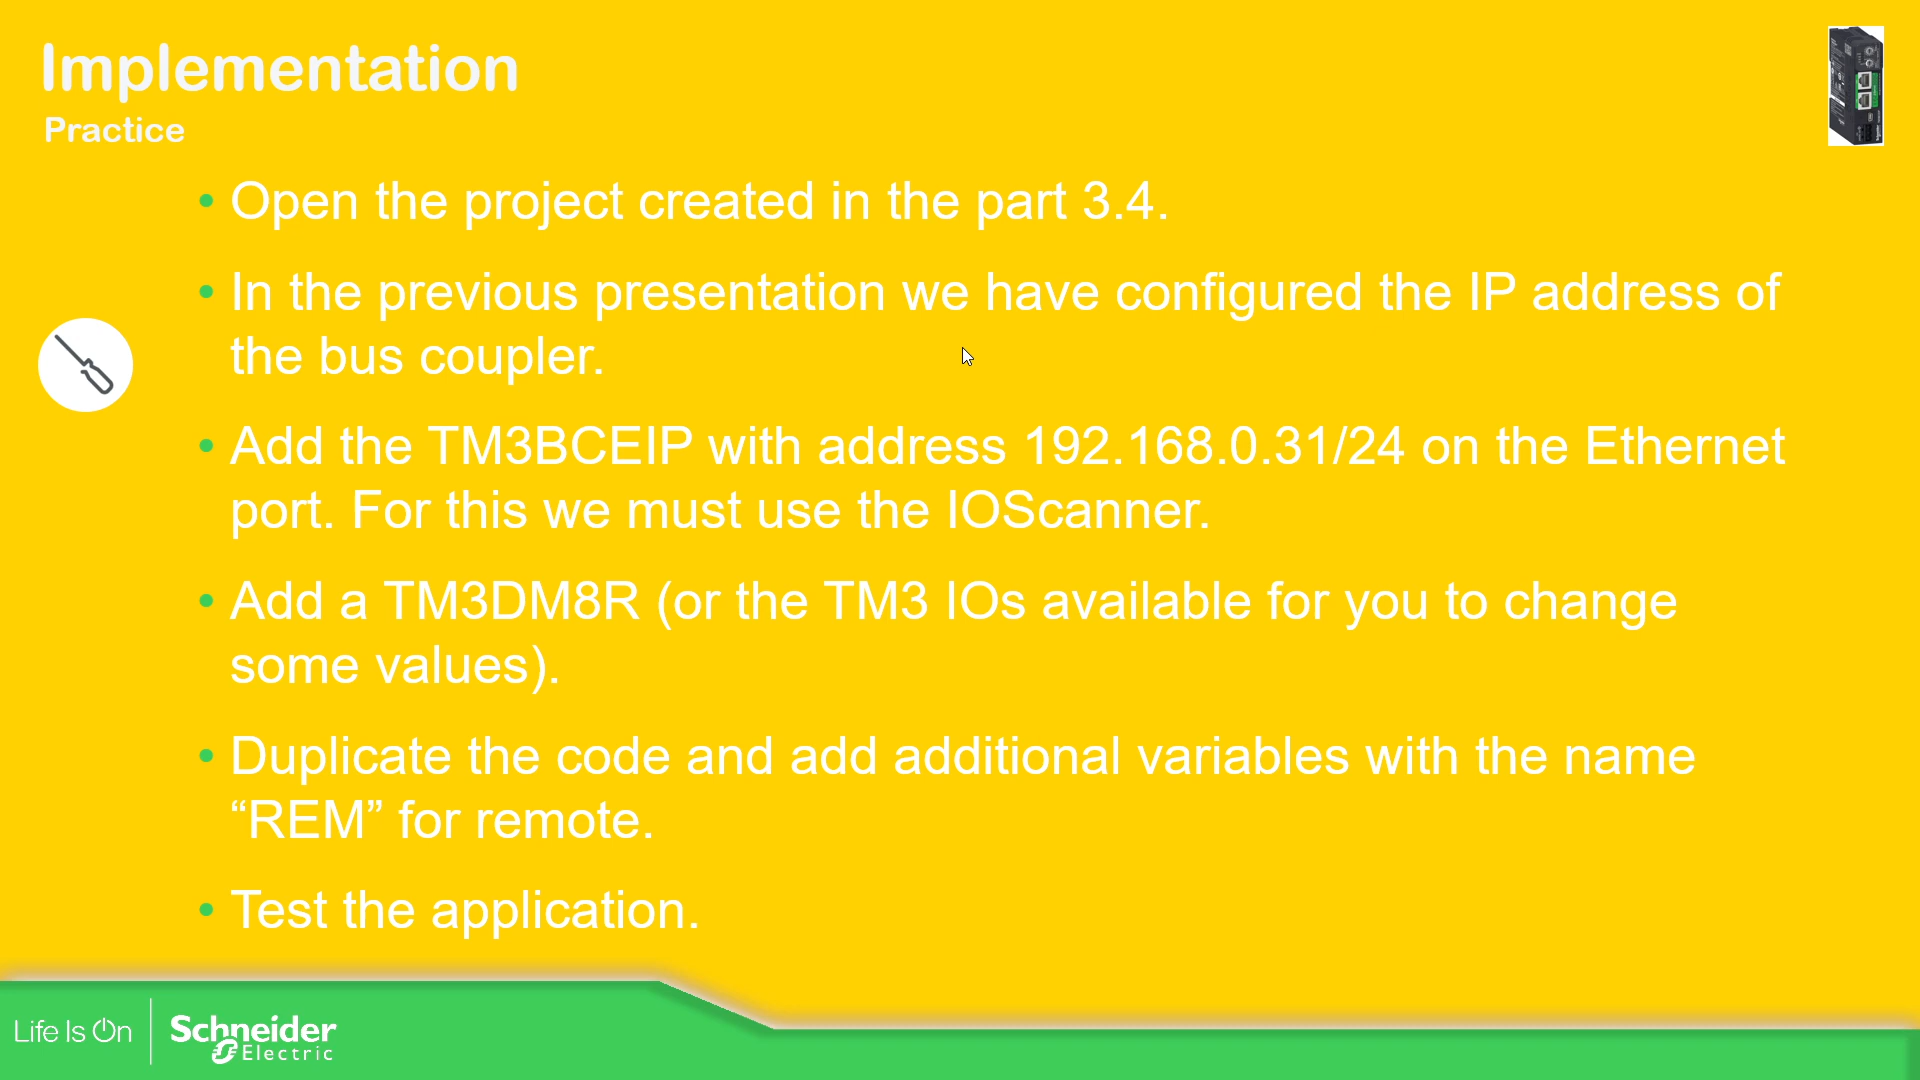 Implementation
Practice
• Open the project created in the part 3.4.
• In the previous presentation we have configured the IP address of
the bus coupler.
• Add the TM3BCEIP with address 192.168.0.31/24 on the Ethernet
port. For this we must use the IOScanner.
• Add a TM3DM8R (or the TM3 IOs available for you to change
some values).
• Duplicate the code and add additional variables with the name
“REM” for remote.
• Test the application.
Life Is On
Schneider
Electric